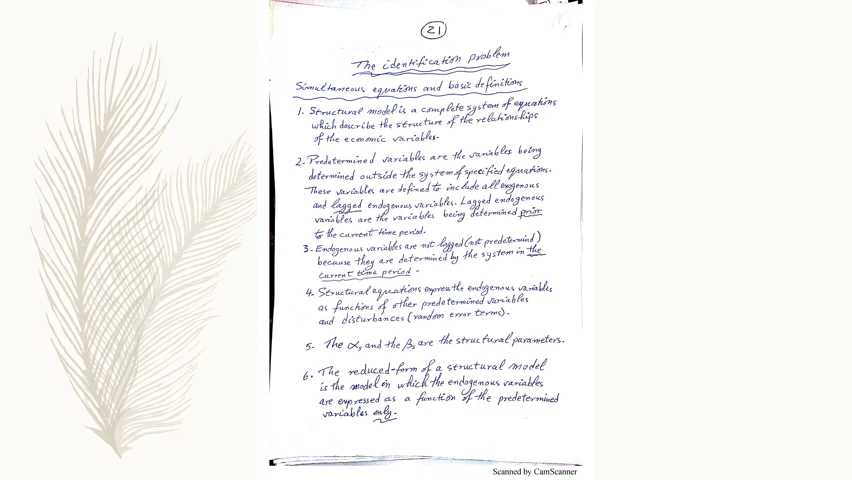 21
The identification problem
Simultaneous equations and basic definitions
1. Structural model is a complete system of equations
which describe the structure of the relationships
of the economic variables.
2. Predetermined variables are the variables being
determined outside the system of specified equations.
These variables are defined to include all exogenous
and lagged endogenous variables. Lagged endogenous
variables are the variables being determined prior
to the current time period.
3. Endogenous variables are not lagged (not predetermind)
because they are determined by the system in the
current time period.
4. Structural equations express the endogenous variables
as functions of other predetermined variables
and disturbances (random error terms).
5. The αs and the βs are the structural parameters.
6. The reduced-form of a structural model
is the model in which the endogenous variables
are expressed as a function of the predetermined
variables only.
Scanned by CamScanner